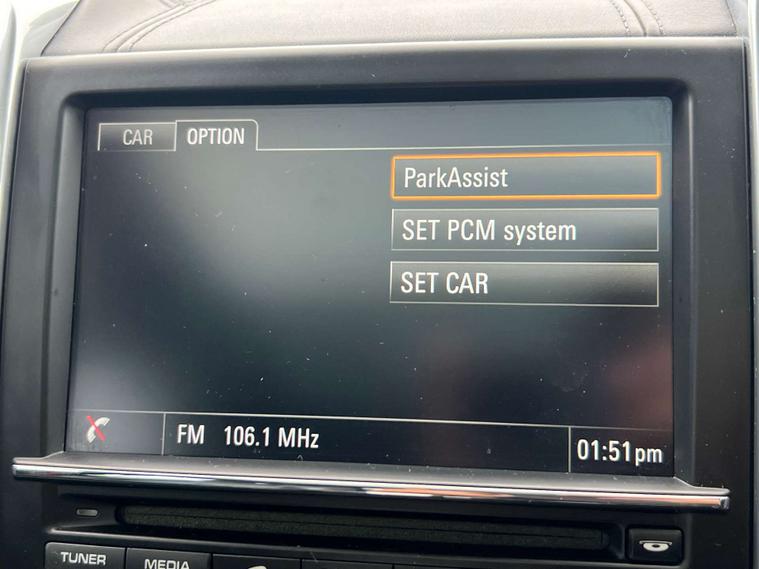 CAR
OPTION
ParkAssist
SET PCM system
SET CAR
FM 106.1 MHz
01:51pm
TUNER
MEDIA